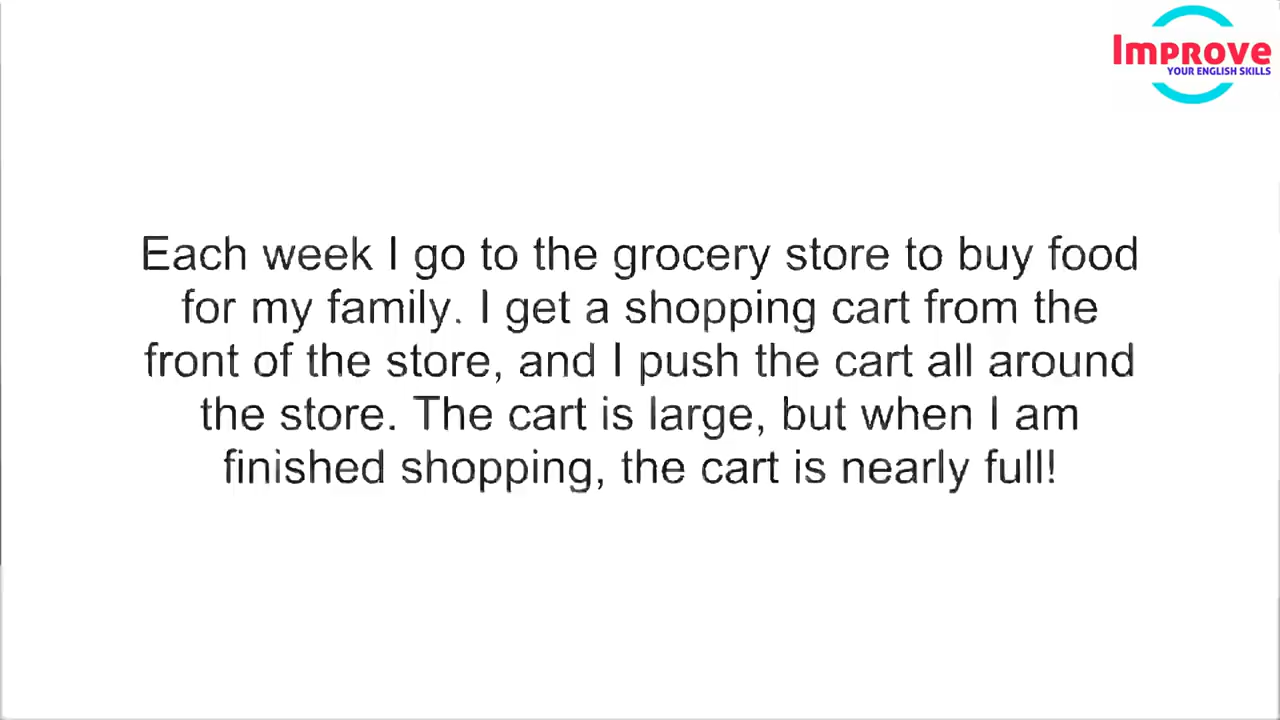 Improve
YOUR ENGLISH SKILLS
Each week I go to the grocery store to buy food
for my family. I get a shopping cart from the
front of the store, and I push the cart all around
the store. The cart is large, but when I am
finished shopping, the cart is nearly full!